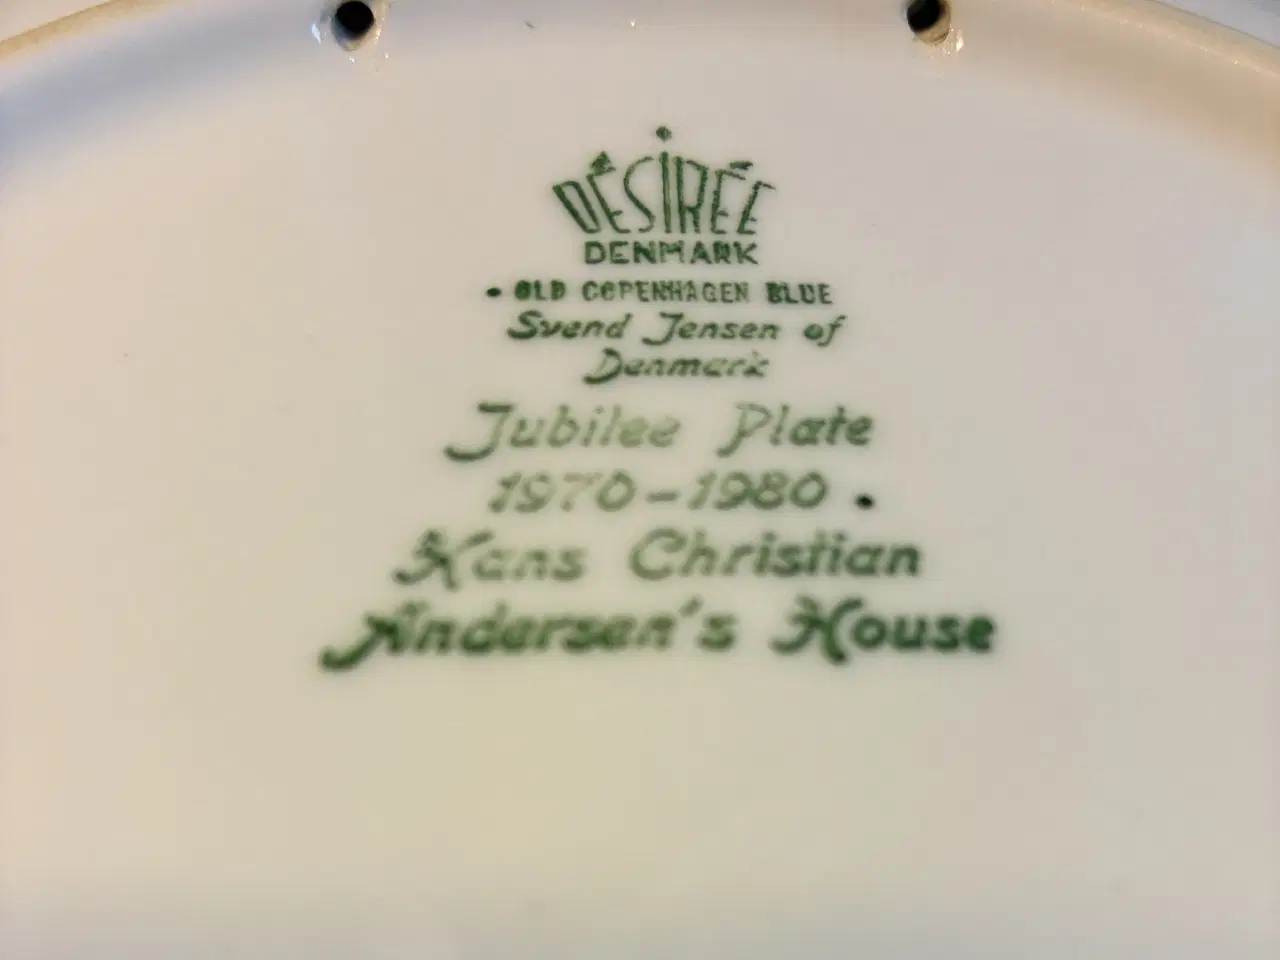 DÉSIRÉE
DENMARK
• OLD COPENHAGEN BLUE
Svend Jensen of
Denmark
Jubilee Plate
1970-1980 •
Hans Christian
Andersen's House